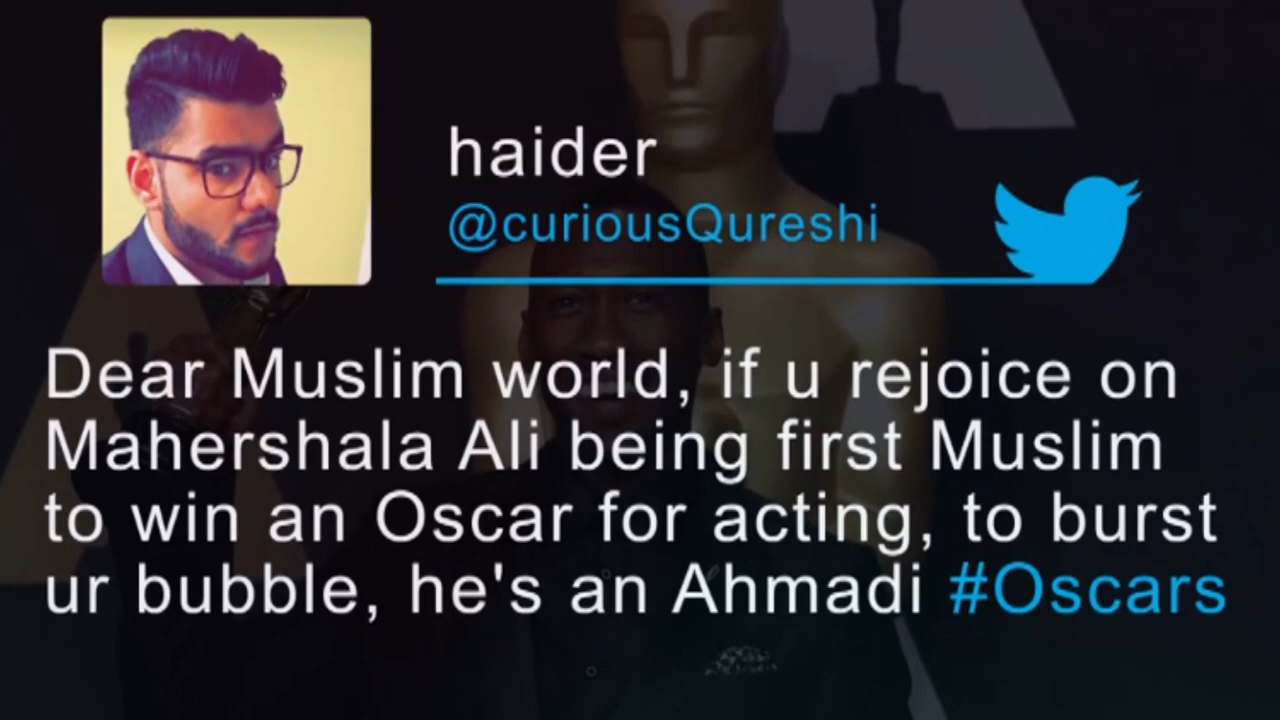 haider
@curiousQureshi
Dear Muslim world, if u rejoice on
Mahershala Ali being first Muslim
to win an Oscar for acting, to burst
ur bubble, he's an Ahmadi #Oscars